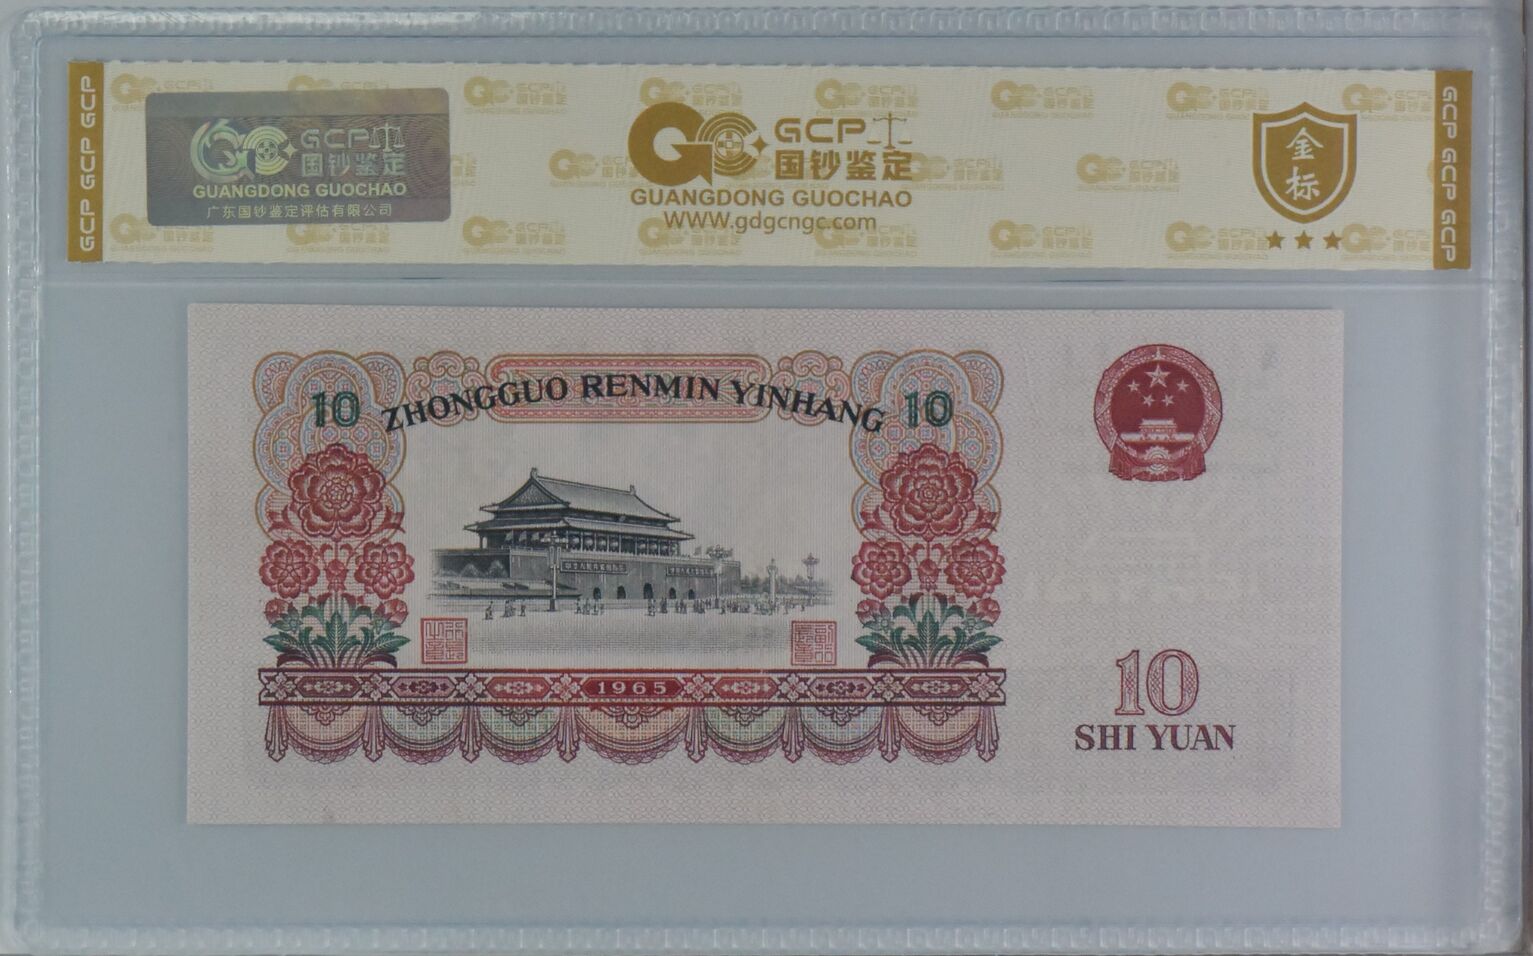 GCP GCP GCP
GCP
国钞鉴定
GUANGDONG GUOCHAO
广东国钞鉴定评估有限公司
GCP
国钞鉴定
GUANGDONG GUOCHAO
WWW.gdgcngc.com
金标
GCP GCP GCP
10 ZHONGGUO RENMIN YINHANG 10
1965
10
SHI YUAN